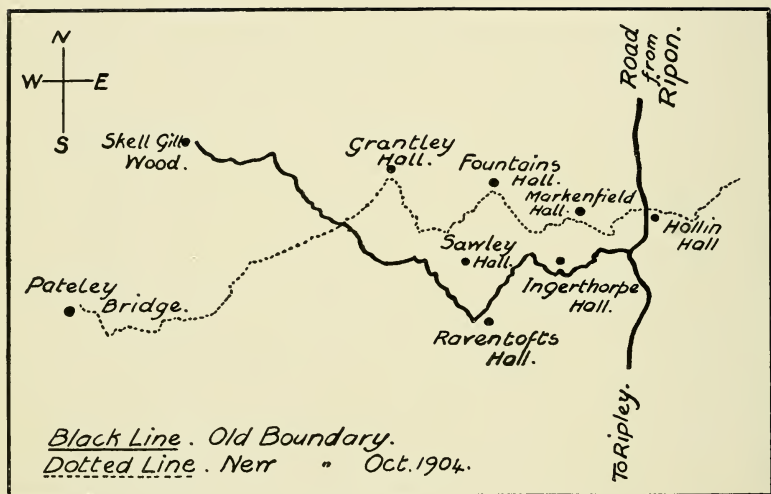 N
W E
S
Road
from
Ripon.
Skell Gill
Wood.
Grantley
Hall.
Fountains
Hall.
Markenfield
Hall.
Hollin
Hall
Sawley
Hall.
Ingerthorpe
Hall.
Pateley
Bridge.
Raventofts
Hall.
To Ripley.
Black Line. Old Boundary.
Dotted Line. New " Oct. 1904.